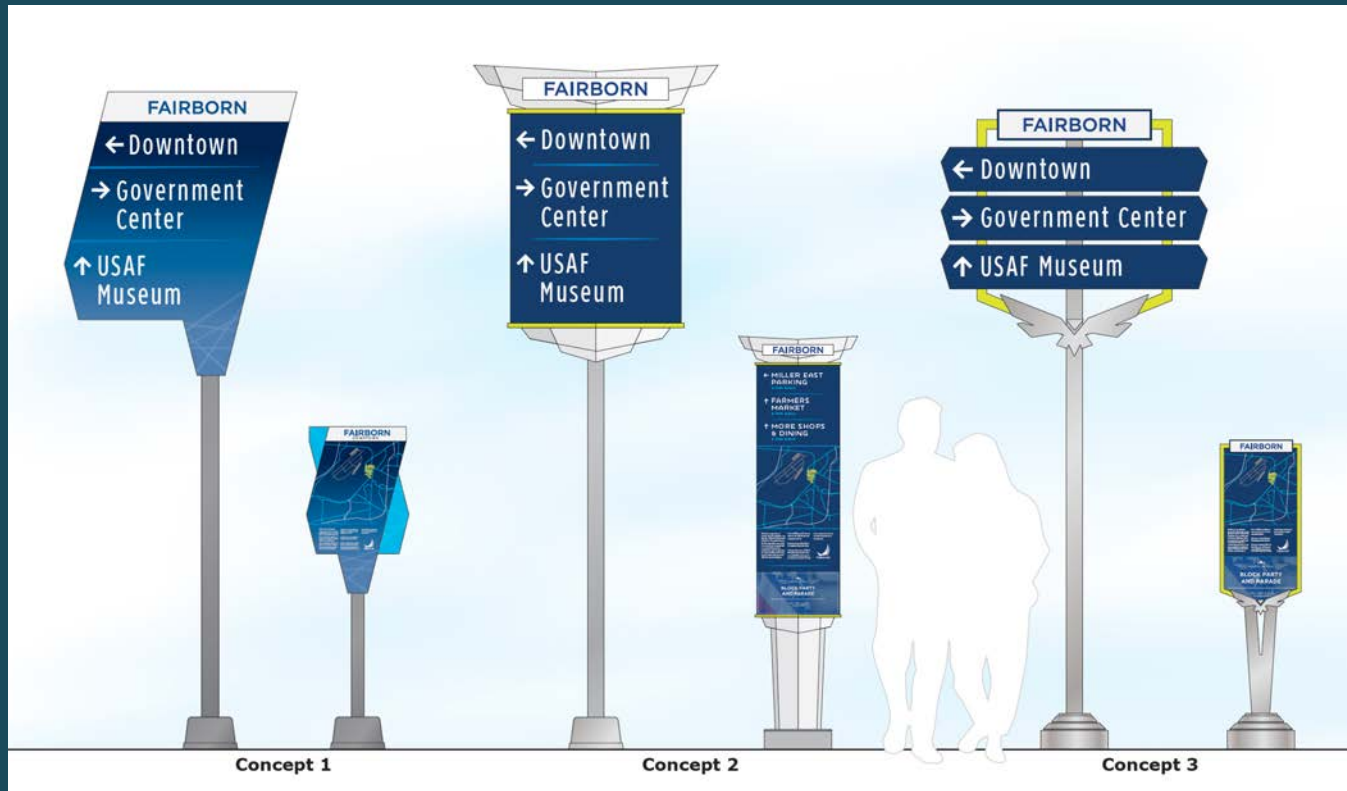 FAIRBORN
← Downtown
→ Government
Center
↑ USAF
Museum
FAIRBORN
FAIRBORN
← Downtown
→ Government
Center
↑ USAF
Museum
FAIRBORN
← MILLER EAST
PARKING
↑ FARMERS
MARKET
↑ MORE SHOPS
& DINING
BLOCK PARTY
AND PARADE
FAIRBORN
← Downtown
→ Government Center
↑ USAF Museum
FAIRBORN
BLOCK PARTY
AND PARADE
Concept 1
Concept 2
Concept 3